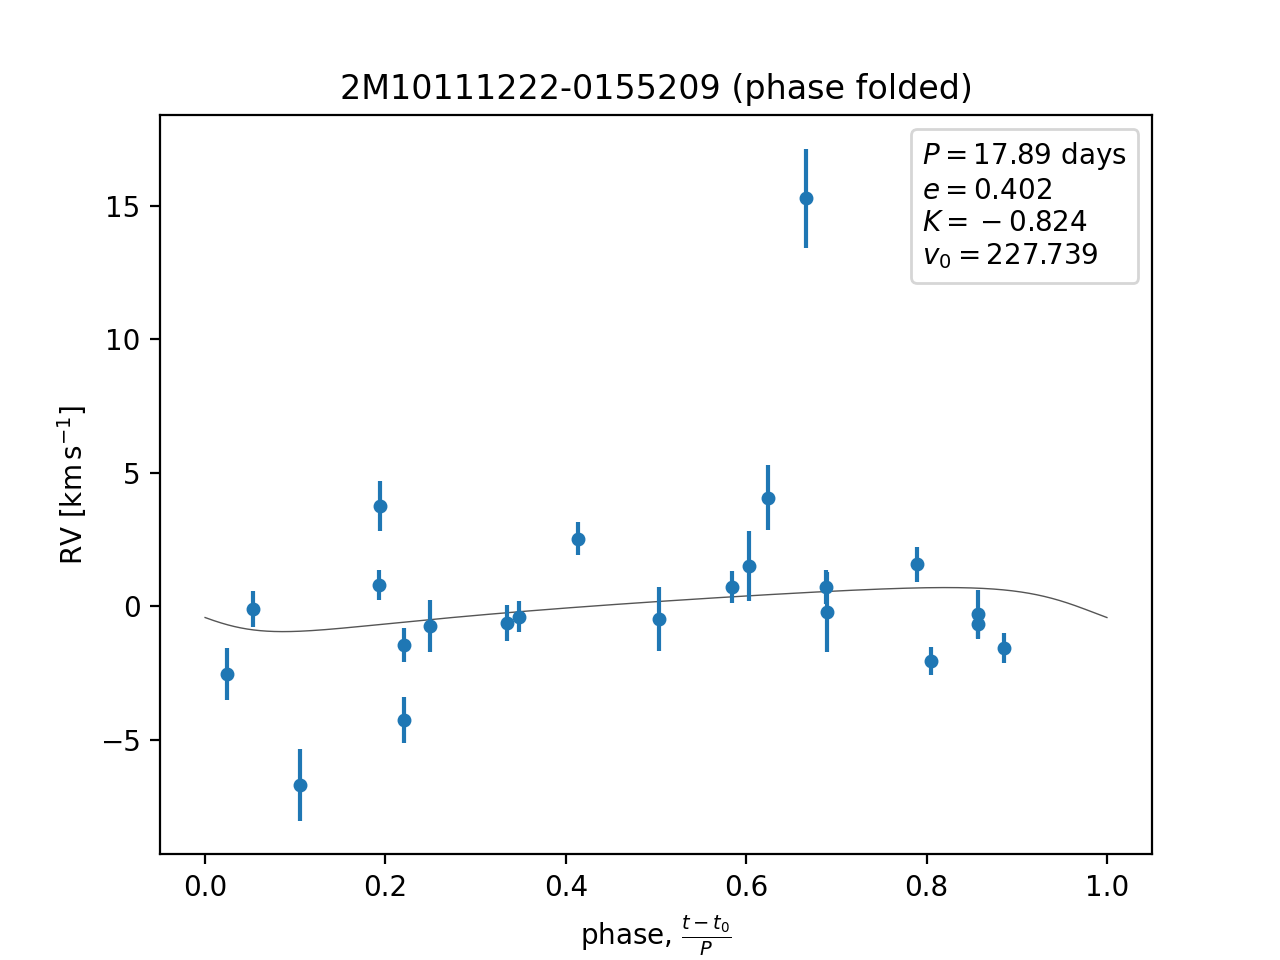 2M10111222-0155209 (phase folded)
P = 17.89 days
e = 0.402
K = −0.824
v₀ = 227.739
15
10
5
0
−5
RV [km s⁻¹]
0.0 0.2 0.4 0.6 0.8 1.0
phase, (t − t₀)/P